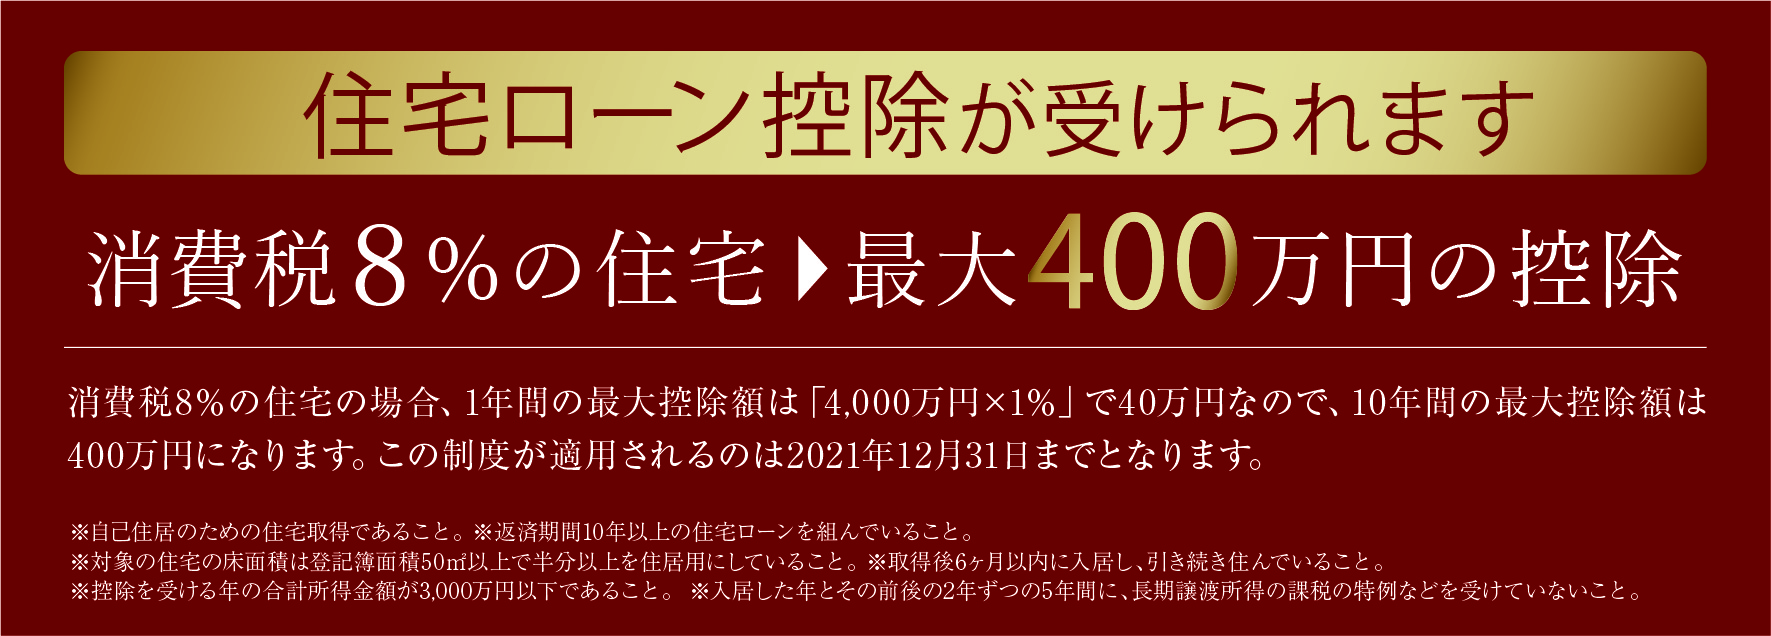 住宅ローン控除が受けられます
消費税8%の住宅▶最大400万円の控除
消費税8%の住宅の場合、1年間の最大控除額は「4,000万円×1%」で40万円なので、10年間の最大控除額は
400万円になります。この制度が適用されるのは2021年12月31日までとなります。
※自己住居のための住宅取得であること。※返済期間10年以上の住宅ローンを組んでいること。
※対象の住宅の床面積は登記簿面積50㎡以上で半分以上を住居用にしていること。※取得後6ヶ月以内に入居し、引き続き住んでいること。
※控除を受ける年の合計所得金額が3,000万円以下であること。 ※入居した年とその前後の2年ずつの5年間に、長期譲渡所得の課税の特例などを受けていないこと。